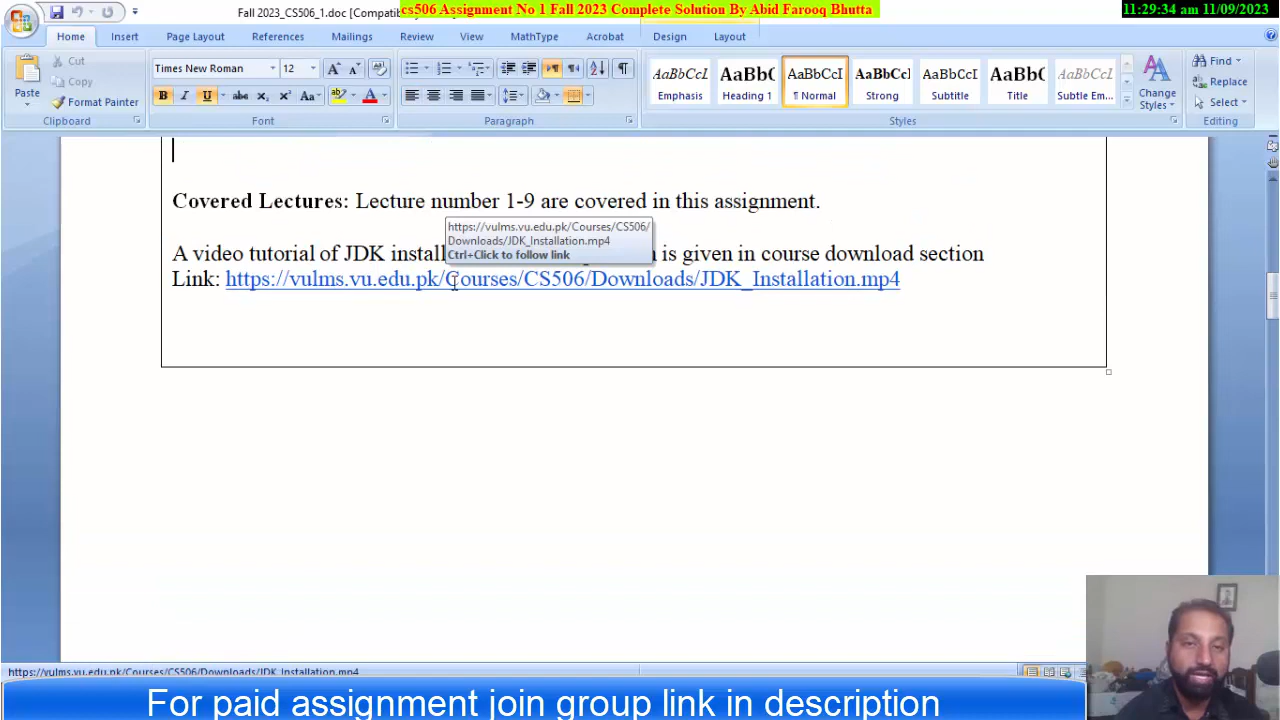 Fall 2023_CS506_1.doc [Compatib
cs506 Assignment No 1 Fall 2023 Complete Solution By Abid Farooq Bhutta
11:29:34 am 11/09/2023
Home Insert Page Layout References Mailings Review View MathType Acrobat Design Layout
Paste
Cut
Copy
Format Painter
Clipboard
Times New Roman 12
Font
Paragraph
AaBbCcI Emphasis
AaBbC Heading 1
AaBbCcI ¶ Normal
AaBbCcI Strong
AaBbCcI Subtitle
AaBbCcI Title
AaBbCcI Subtle Em...
Change Styles
Styles
Find
Replace
Select
Editing
Covered Lectures: Lecture number 1-9 are covered in this assignment.
https://vulms.vu.edu.pk/Courses/CS506/
Downloads/JDK_Installation.mp4
Ctrl+Click to follow link
A video tutorial of JDK install is given in course download section
Link: https://vulms.vu.edu.pk/Courses/CS506/Downloads/JDK_Installation.mp4
https://vulms.vu.edu.pk/Courses/CS506/Downloads/JDK_Installation.mp4
For paid assignment join group link in description